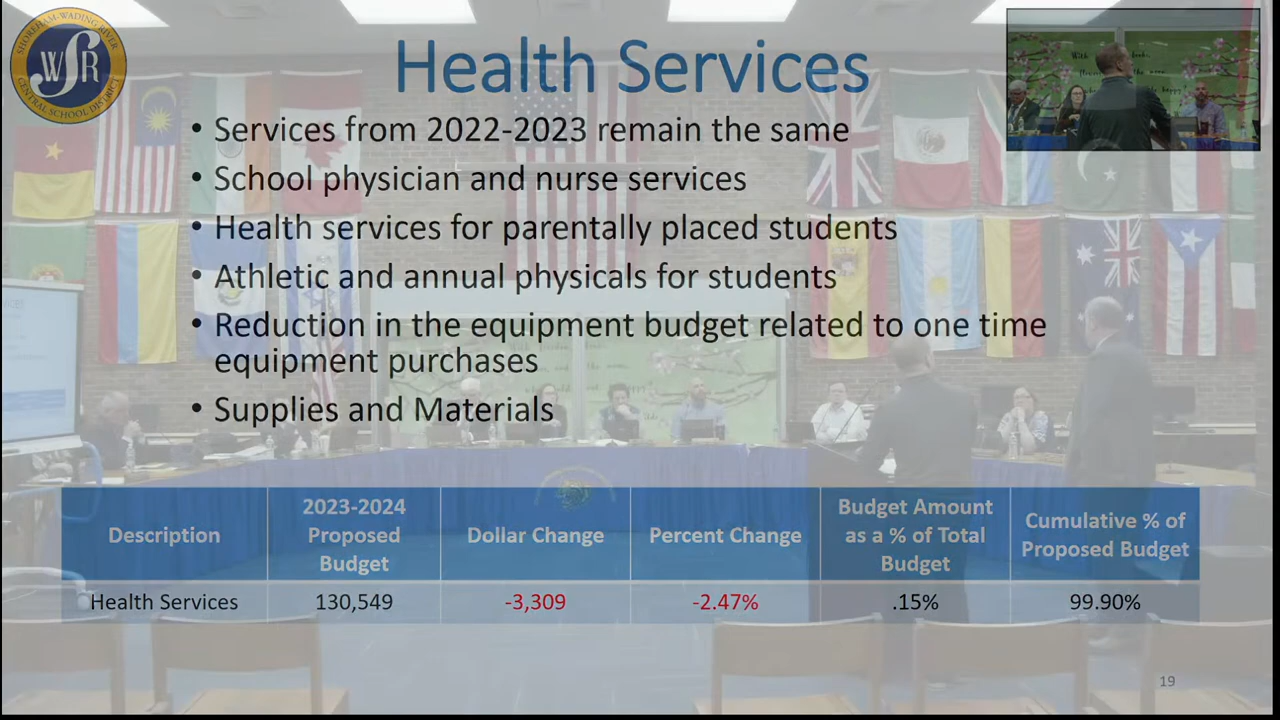 SHOREHAM-WADING RIVER
WSR
CENTRAL SCHOOL DISTRICT
Health Services
• Services from 2022-2023 remain the same
• School physician and nurse services
• Health services for parentally placed students
• Athletic and annual physicals for students
• Reduction in the equipment budget related to one time
equipment purchases
• Supplies and Materials
Description
2023-2024
Proposed
Budget
Dollar Change
Percent Change
Budget Amount
as a % of Total
Budget
Cumulative % of
Proposed Budget
Health Services
130,549
-3,309
-2.47%
.15%
99.90%
19